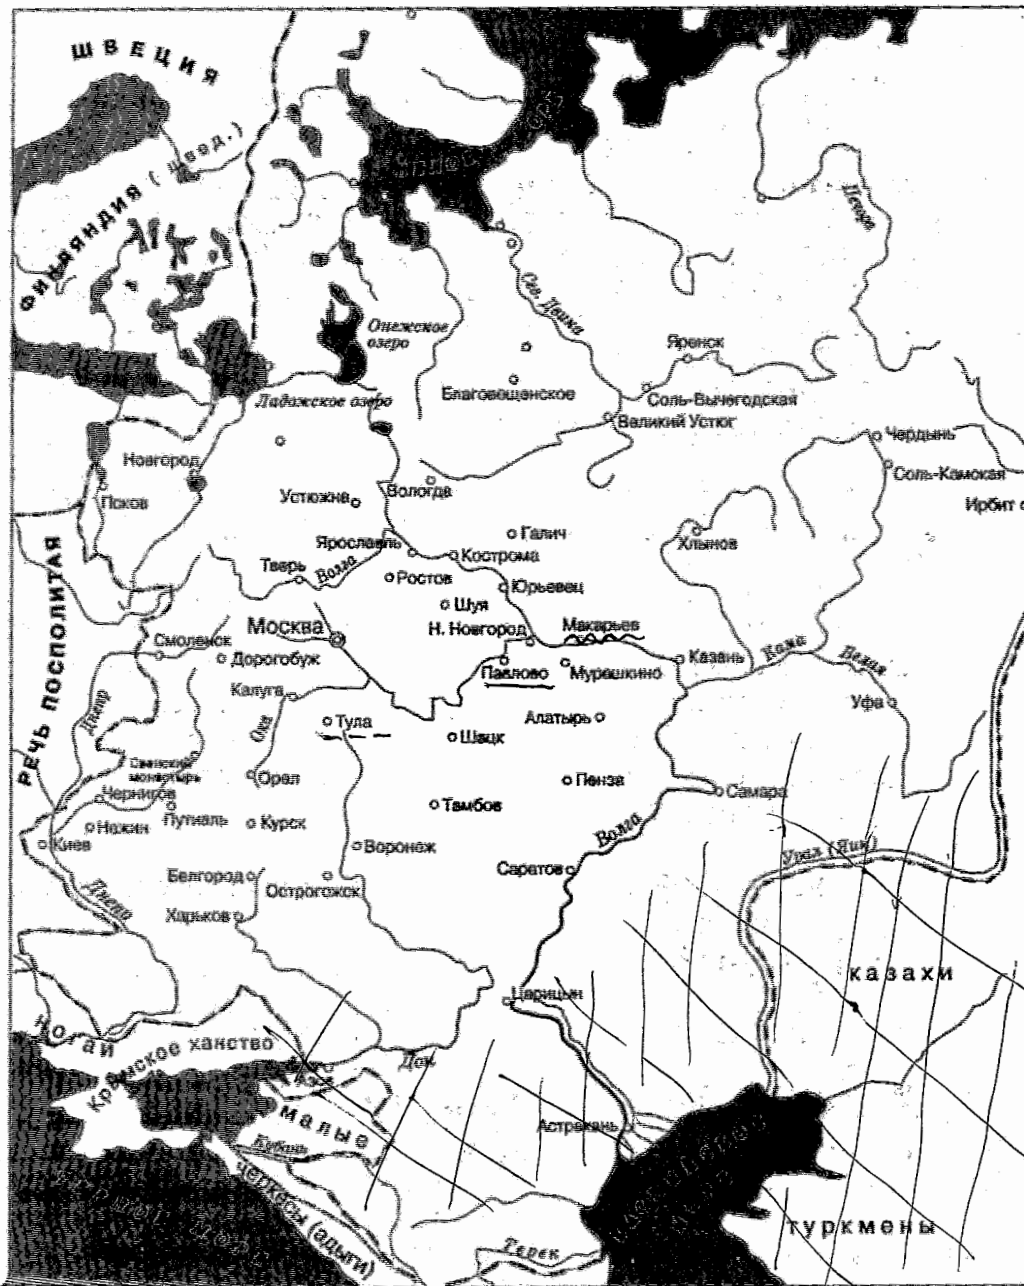 ШВЕЦИЯ
ФИНЛЯНДИЯ (швед.)
Печора
Сев. Двина
Онежское
озеро
Яренск
Благовещенское
Соль-Вычегодская
Ладожское озеро
Великий Устюг
Чердынь
Новгород
Соль-Камская
Псков
Устюжна
Вологда
Ирбит
Галич
Хлынов
Ярославль
Кострома
Тверь
Волга
Ростов
Юрьевец
Шуя
РЕЧЬ ПОСПОЛИТАЯ
Москва
Н. Новгород
Макарьев
Смоленск
Дорогобуж
Казань
Кама
Белая
Павлово
Мурашкино
Калуга
Уфа
Днепр
Ока
Тула
Алатырь
Шацк
Свенский
монастырь
Орел
Пенза
Чернигов
Самара
Тамбов
Путивль
Нежин
Курск
Волга
Киев
Воронеж
Урал (Яик)
Саратов
Белгород
Острогожск
Днепр
Харьков
казахи
Царицын
Ногаи
Крымское ханство
Дон
Азов
малые
Астрахань
Кубань
черкесы (адыги)
туркмены
Терек